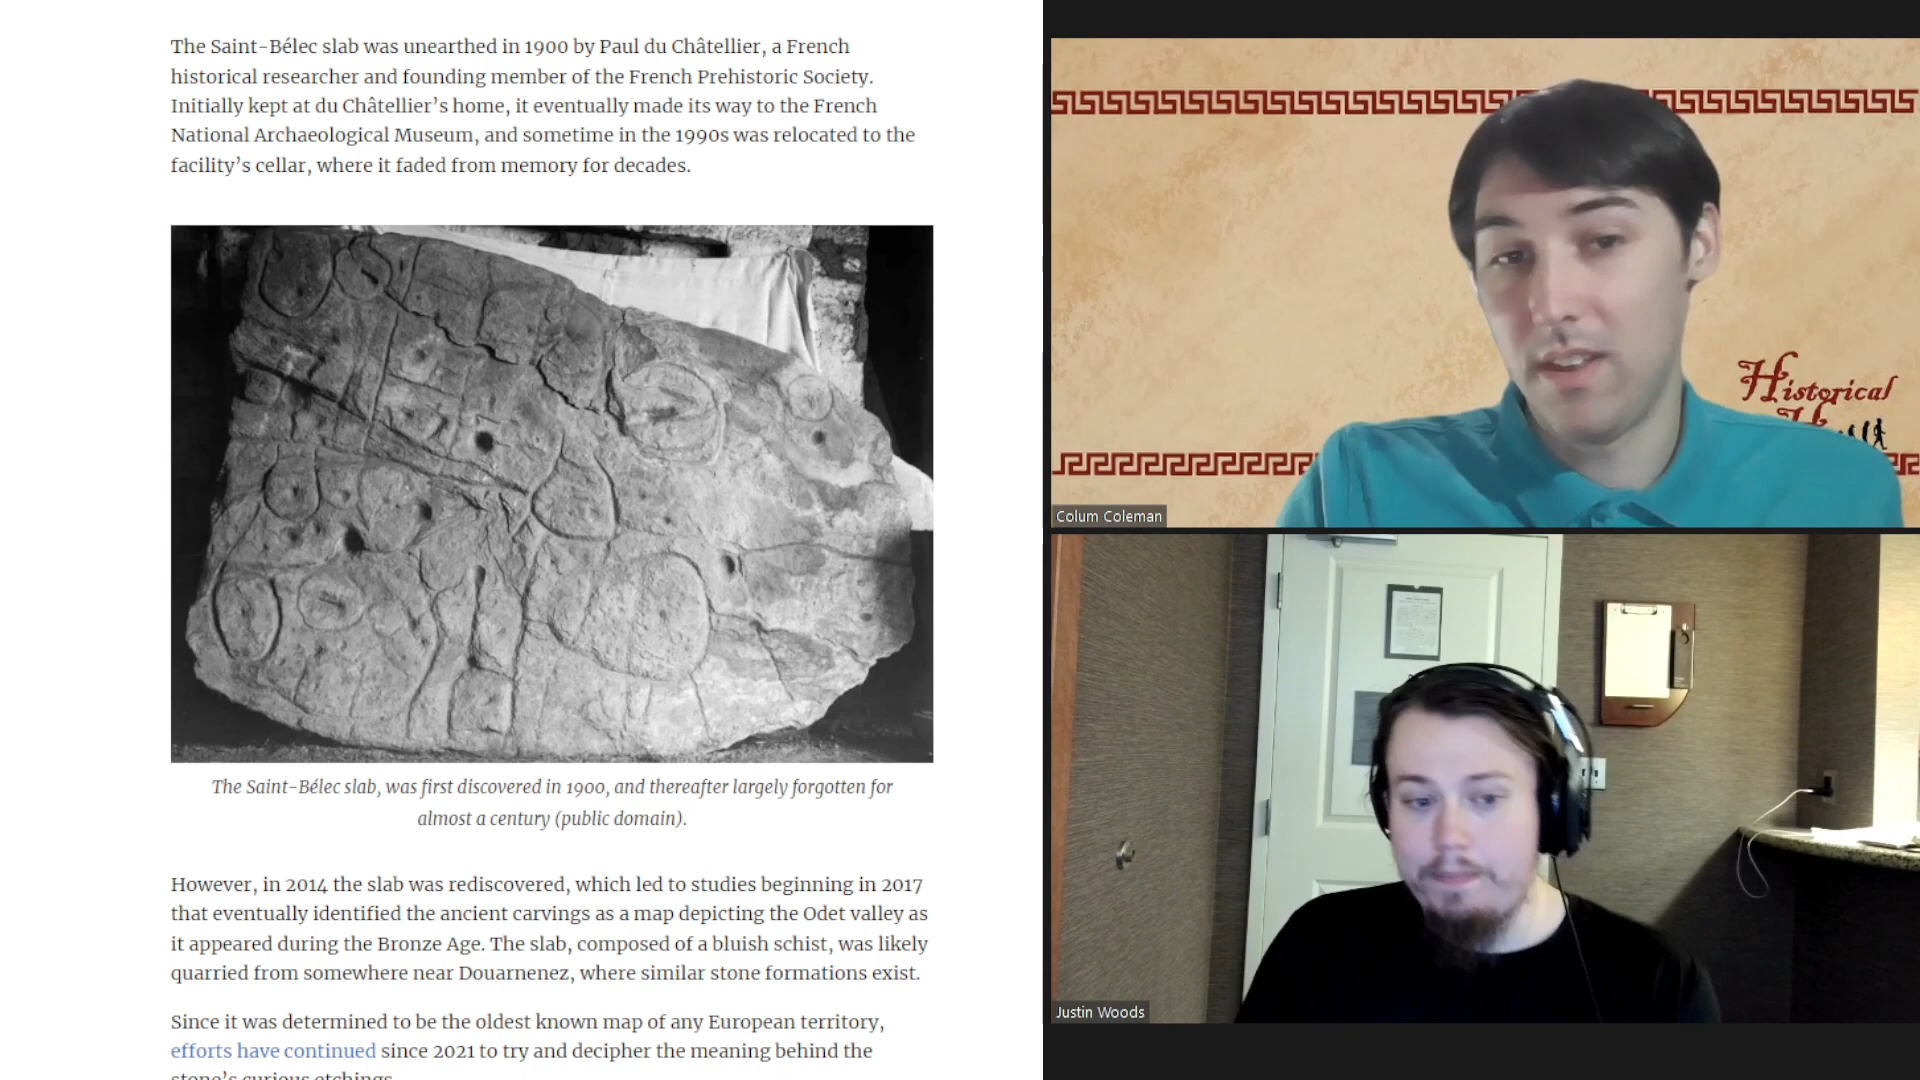 The Saint-Bélec slab was unearthed in 1900 by Paul du Châtellier, a French
historical researcher and founding member of the French Prehistoric Society.
Initially kept at du Châtellier’s home, it eventually made its way to the French
National Archaeological Museum, and sometime in the 1990s was relocated to the
facility’s cellar, where it faded from memory for decades.
The Saint-Bélec slab, was first discovered in 1900, and thereafter largely forgotten for
almost a century (public domain).
However, in 2014 the slab was rediscovered, which led to studies beginning in 2017
that eventually identified the ancient carvings as a map depicting the Odet valley as
it appeared during the Bronze Age. The slab, composed of a bluish schist, was likely
quarried from somewhere near Douarnenez, where similar stone formations exist.
Since it was determined to be the oldest known map of any European territory,
efforts have continued since 2021 to try and decipher the meaning behind the
stone’s curious etchings.
Historical
Colum Coleman
Justin Woods